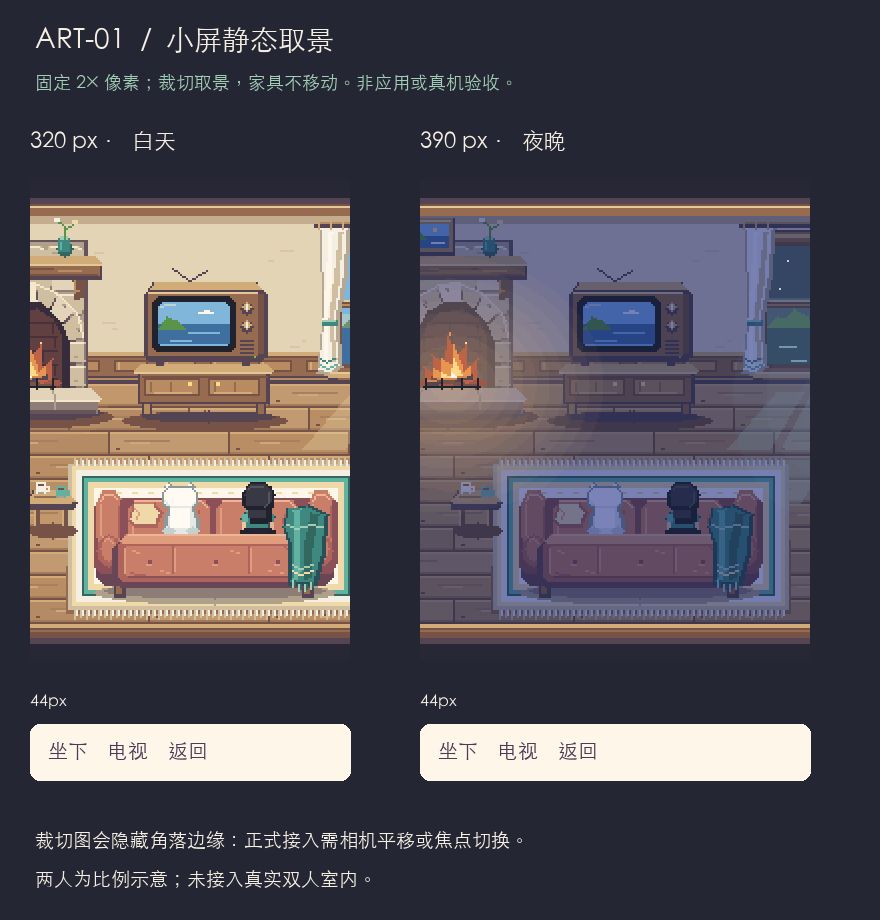 ART-01 / 小屏静态取景
固定 2× 像素；裁切取景，家具不移动。非应用或真机验收。
320 px · 白天
390 px · 夜晚
44px
44px
坐下 电视 返回
坐下 电视 返回
裁切图会隐藏角落边缘：正式接入需相机平移或焦点切换。
两人为比例示意；未接入真实双人室内。